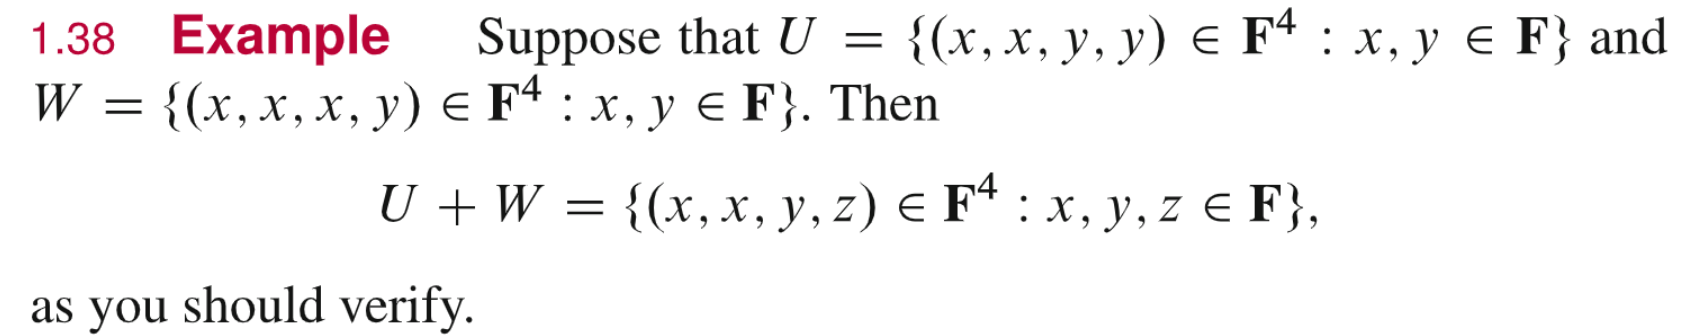 1.38 Example Suppose that U = {(x, x, y, y) ∈ F⁴ : x, y ∈ F} and
W = {(x, x, x, y) ∈ F⁴ : x, y ∈ F}. Then
U + W = {(x, x, y, z) ∈ F⁴ : x, y, z ∈ F},
as you should verify.